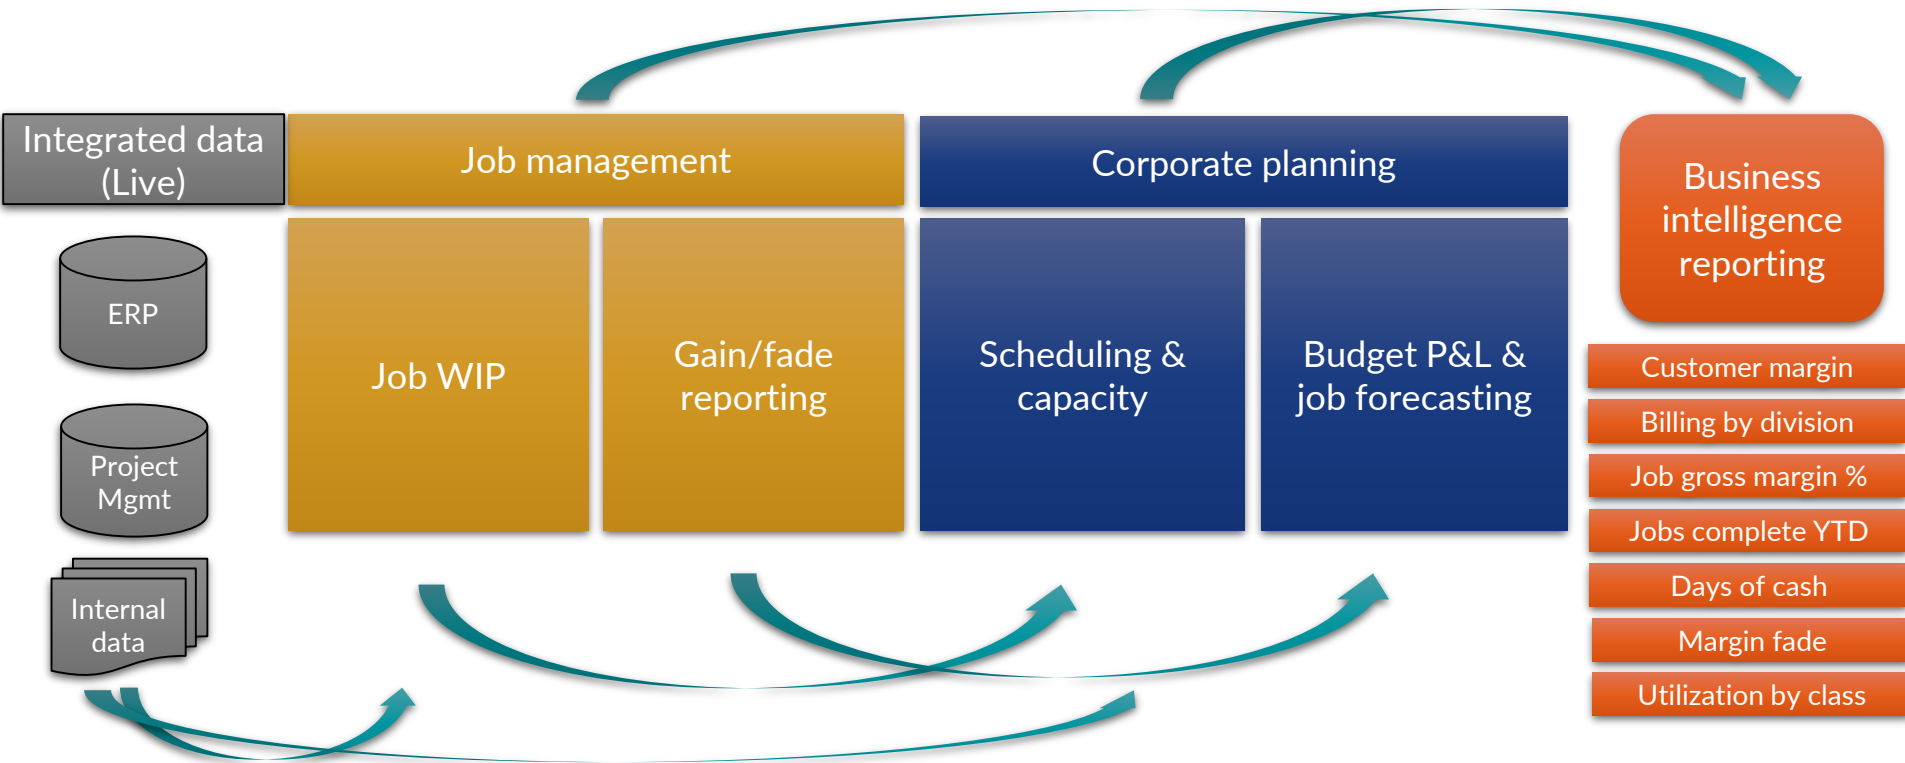 Integrated data
(Live)
ERP
Project
Mgmt
Internal
data
Job management
Job WIP
Gain/fade
reporting
Corporate planning
Scheduling &
capacity
Budget P&L &
job forecasting
Business
intelligence
reporting
Customer margin
Billing by division
Job gross margin %
Jobs complete YTD
Days of cash
Margin fade
Utilization by class